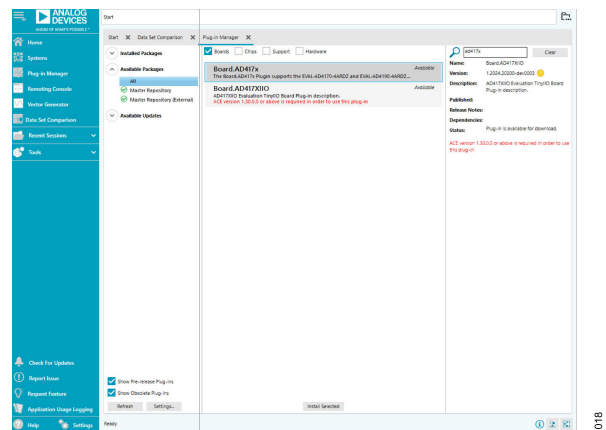 ANALOG
DEVICES
AHEAD OF WHAT'S POSSIBLE™
Start
Home
Systems
Plug-in Manager
Remoting Console
Vector Generator
Data Set Comparison
Recent Sessions
Tools
Check For Updates
Report Issue
Request Feature
Application Usage Logging
Help
Settings
Start
Data Set Comparison
Plug-in Manager
Installed Packages
Available Packages
All
Master Repository
Master Repository (External)
Available Updates
Show Pre-release Plug-ins
Show Obsolete Plug-ins
Refresh
Settings...
Ready
Boards
Chips
Support
Hardware
Board.AD417x
Available
The Board.AD417x Plugin supports the EVAL-AD4170-4ARDZ and EVAL-AD4190-4ARDZ...
Board.AD417XIIO
Available
AD417XIIO Evaluation TinyIIO Board Plug-in description.
ACE version 1.30.0.0 or above is required in order to use this plug-in
Install Selected
ad417x
Clear
Name: Board.AD417XIIO
Version: 1.2024.20200-dev0003
Description: AD417XIIO Evaluation TinyIIO Board
Plug-in description.
Published:
Release Notes:
Dependencies:
Status: Plug-in is available for download.
ACE version 1.30.0.0 or above is required in order to use
this plug-in
018